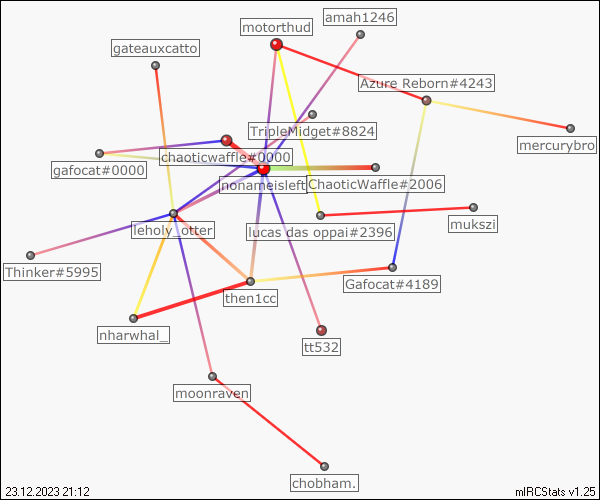 amah1246
motorthud
gateauxcatto
Azure Reborn#4243
TripleMidget#8824
mercurybro
chaoticwaffle#0000
gafocat#0000
nonameisleft
ChaoticWaffle#2006
leholy_otter
lucas das oppai#2396
mukszi
Thinker#5995
Gafocat#4189
then1cc
nharwhal_
tt532
moonraven
chobham.
23.12.2023 21:12
mIRCStats v1.25